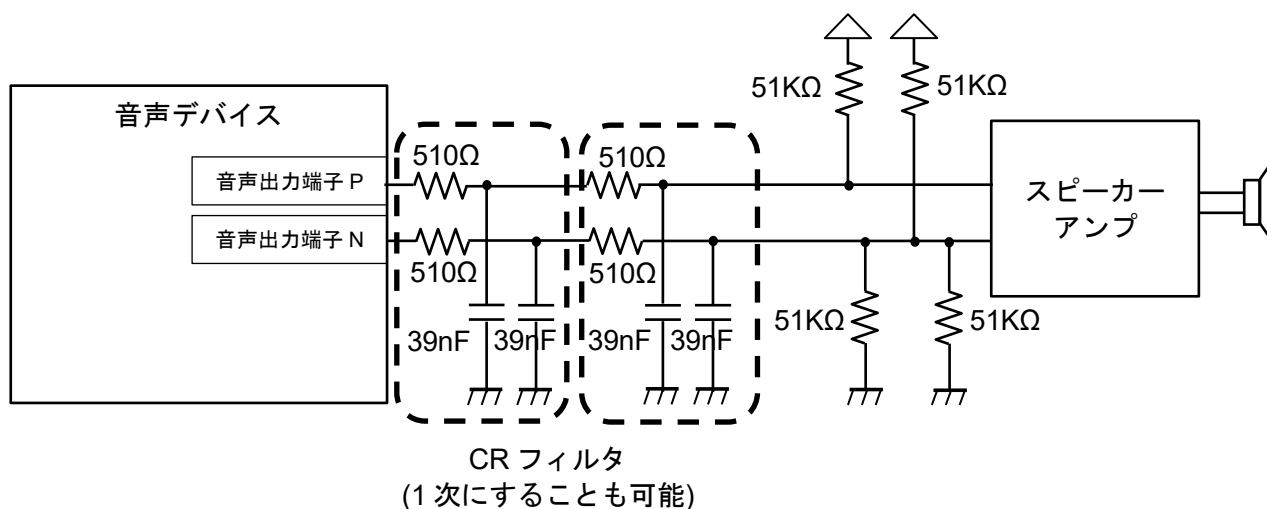 51KΩ
51KΩ
音声デバイス
音声出力端子 P
音声出力端子 N
510Ω
510Ω
510Ω
510Ω
スピーカー
アンプ
39nF
39nF
39nF
39nF
51KΩ
51KΩ
CR フィルタ
(1 次にすることも可能)